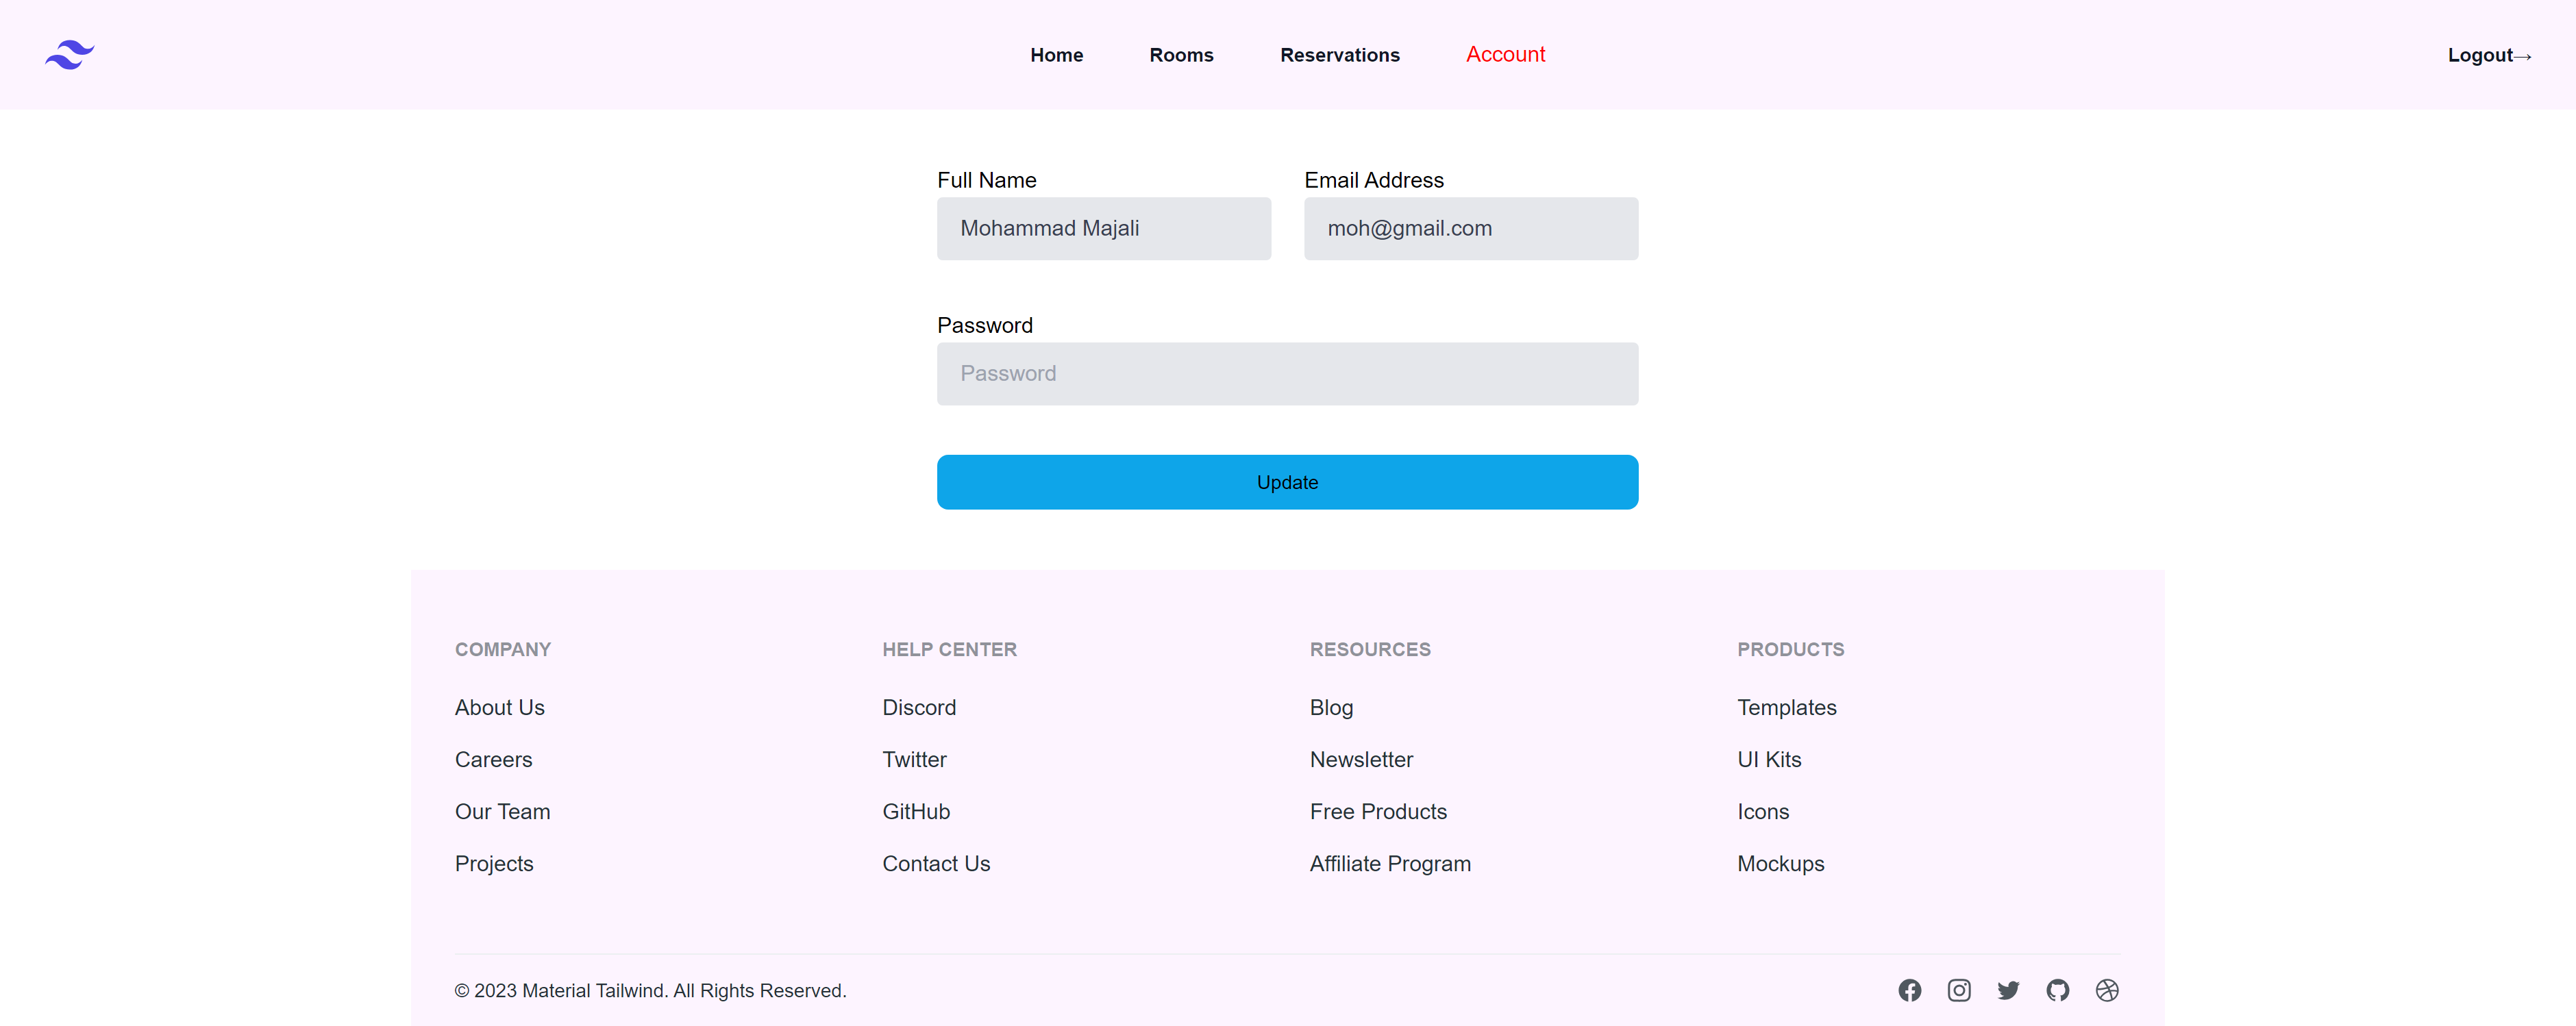 Home Rooms Reservations Account Logout→
Full Name Email Address
Mohammad Majali moh@gmail.com
Password
Password
Update
COMPANY HELP CENTER RESOURCES PRODUCTS
About Us Discord Blog Templates
Careers Twitter Newsletter UI Kits
Our Team GitHub Free Products Icons
Projects Contact Us Affiliate Program Mockups
© 2023 Material Tailwind. All Rights Reserved.